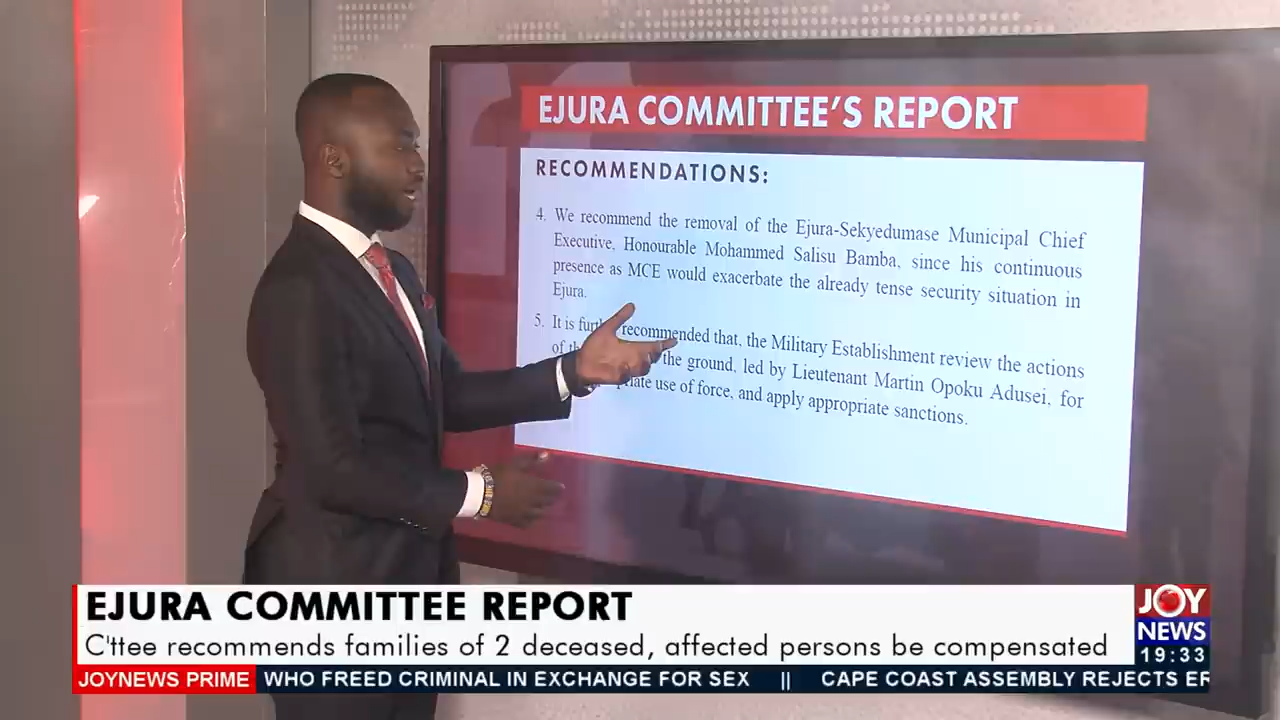 EJURA COMMITTEE'S REPORT
RECOMMENDATIONS:
4. We recommend the removal of the Ejura-Sekyedumase Municipal Chief
Executive, Honourable Mohammed Salisu Bamba, since his continuous
presence as MCE would exacerbate the already tense security situation in
Ejura.
5. It is recommended that, the Military Establishment review the actions
of the ground, led by Lieutenant Martin Opoku Adusei, for
use of force, and apply appropriate sanctions.
EJURA COMMITTEE REPORT
C'ttee recommends families of 2 deceased, affected persons be compensated
JOY
NEWS
19:33
JOYNEWS PRIME WHO FREED CRIMINAL IN EXCHANGE FOR SEX || CAPE COAST ASSEMBLY REJECTS